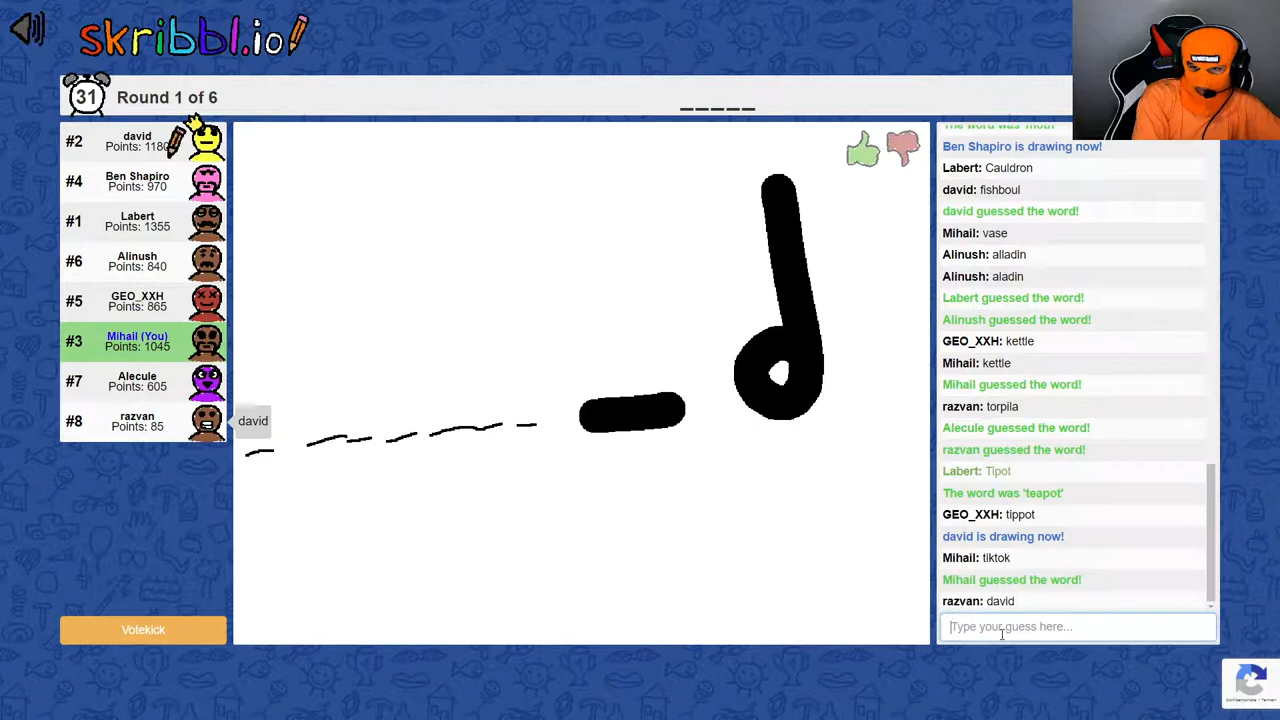 skribbl.io
31
Round 1 of 6
_ _ _ _ _
#2
david
Points: 1180
#4
Ben Shapiro
Points: 970
#1
Labert
Points: 1355
#6
Alinush
Points: 840
#5
GEO_XXH
Points: 865
#3
Mihail (You)
Points: 1045
#7
Alecule
Points: 605
#8
razvan
Points: 85
david
Votekick
The word was 'moth'
Ben Shapiro is drawing now!
Labert: Cauldron
david: fishboul
david guessed the word!
Mihail: vase
Alinush: alladin
Alinush: aladin
Labert guessed the word!
Alinush guessed the word!
GEO_XXH: kettle
Mihail: kettle
Mihail guessed the word!
razvan: torpila
Alecule guessed the word!
razvan guessed the word!
Labert: Tipot
The word was 'teapot'
GEO_XXH: tippot
david is drawing now!
Mihail: tiktok
Mihail guessed the word!
razvan: david
Type your guess here...